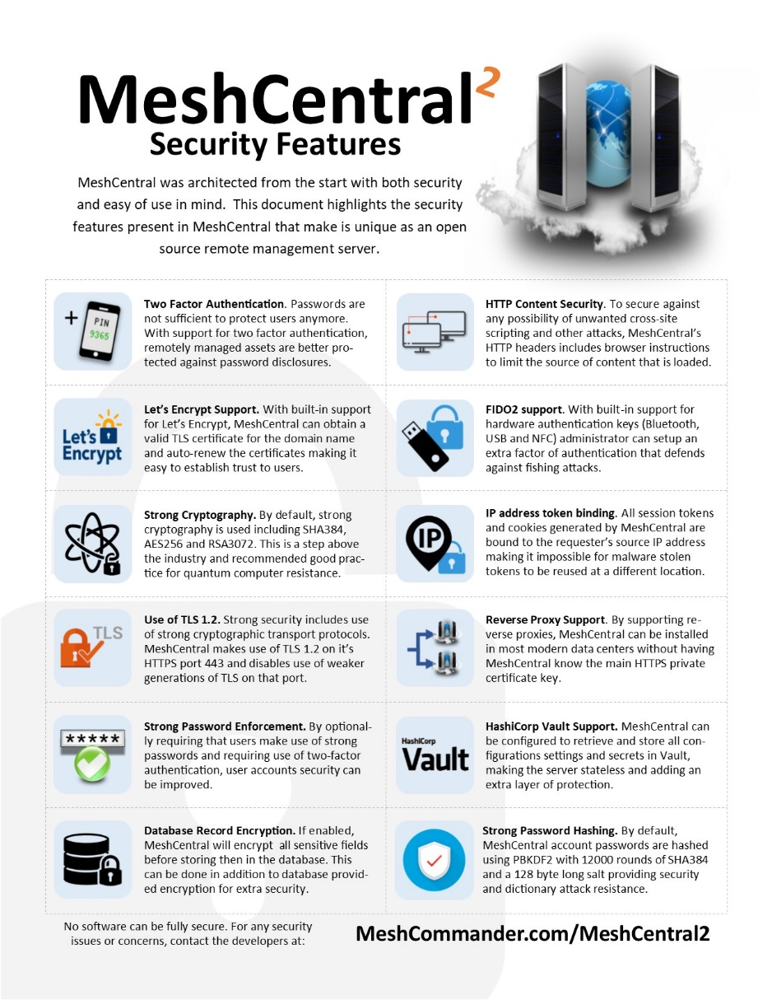 MeshCentral2
Security Features
MeshCentral was architected from the start with both security
and easy of use in mind.  This document highlights the security
features present in MeshCentral that make is unique as an open
source remote management server.
+ PIN
9365
Two Factor Authentication. Passwords are
not sufficient to protect users anymore.
With support for two factor authentication,
remotely managed assets are better pro-
tected against password disclosures.
HTTP Content Security. To secure against
any possibility of unwanted cross-site
scripting and other attacks, MeshCentral’s
HTTP headers includes browser instructions
to limit the source of content that is loaded.
Let's
Encrypt
Let’s Encrypt Support. With built-in support
for Let’s Encrypt, MeshCentral can obtain a
valid TLS certificate for the domain name
and auto-renew the certificates making it
easy to establish trust to users.
FIDO2 support. With built-in support for
hardware authentication keys (Bluetooth,
USB and NFC) administrator can setup an
extra factor of authentication that defends
against fishing attacks.
Strong Cryptography. By default, strong
cryptography is used including SHA384,
AES256 and RSA3072. This is a step above
the industry and recommended good prac-
tice for quantum computer resistance.
IP
IP address token binding. All session tokens
and cookies generated by MeshCentral are
bound to the requester’s source IP address
making it impossible for malware stolen
tokens to be reused at a different location.
TLS
Use of TLS 1.2. Strong security includes use
of strong cryptographic transport protocols.
MeshCentral makes use of TLS 1.2 on it’s
HTTPS port 443 and disables use of weaker
generations of TLS on that port.
Reverse Proxy Support. By supporting re-
verse proxies, MeshCentral can be installed
in most modern data centers without having
MeshCentral know the main HTTPS private
certificate key.
*****
Strong Password Enforcement. By optional-
ly requiring that users make use of strong
passwords and requiring use of two-factor
authentication, user accounts security can
be improved.
HashiCorp
Vault
HashiCorp Vault Support. MeshCentral can
be configured to retrieve and store all con-
figurations settings and secrets in Vault,
making the server stateless and adding an
extra layer of protection.
Database Record Encryption. If enabled,
MeshCentral will encrypt  all sensitive fields
before storing then in the database. This
can be done in addition to database provid-
ed encryption for extra security.
Strong Password Hashing. By default,
MeshCentral account passwords are hashed
using PBKDF2 with 12000 rounds of SHA384
and a 128 byte long salt providing security
and dictionary attack resistance.
No software can be fully secure. For any security
issues or concerns, contact the developers at:
MeshCommander.com/MeshCentral2